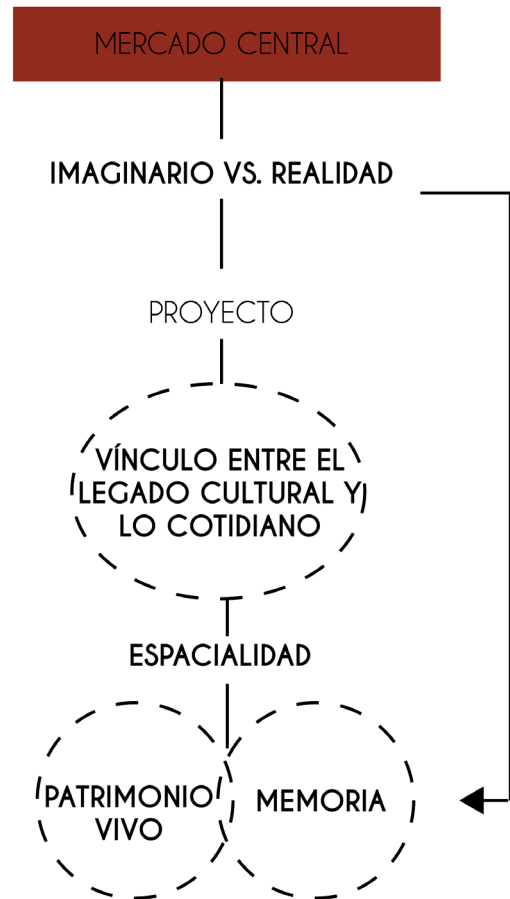 MERCADO CENTRAL
IMAGINARIO VS. REALIDAD
PROYECTO
VÍNCULO ENTRE EL
LEGADO CULTURAL Y
LO COTIDIANO
ESPACIALIDAD
PATRIMONIO
VIVO
MEMORIA